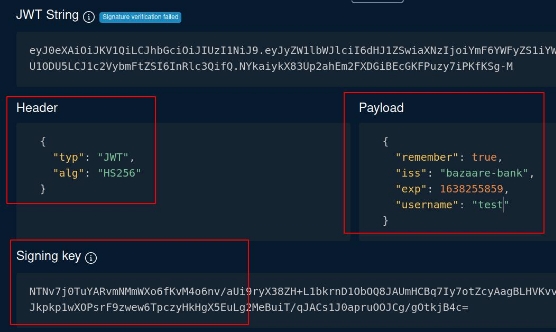 JWT String Signature verification failed
eyJ0eXAiOiJKV1QiLCJhbGciOiJIUzI1NiJ9.eyJyZW1lbWJlciI6dHJ1ZSwiaXNzIjoiYmF6YWFyZS1iYW
U1ODU5LCJ1c2VybmFtZSI6InRlc3QifQ.NYkaiykX83Up2ahEm2FXDGiBEcGKFPuzy7iPKfKSg-M
Header
Payload
{
"typ": "JWT",
"alg": "HS256"
}
{
"remember": true,
"iss": "bazaare-bank",
"exp": 1638255859,
"username": "test"
}
Signing key
NTNv7j0TuYARvmNMmWXo6fKvM4o6nv/aUi9ryX38ZH+L1bkrnD1ObOQ8JAUmHCBq7Iy7otZcyAagBLHVKvv
Jkpkp1wXOPsrF9zwew6TpczyHkHgX5EuLg2MeBuiT/qJACs1J0apruOOJCg/gOtkjB4c=